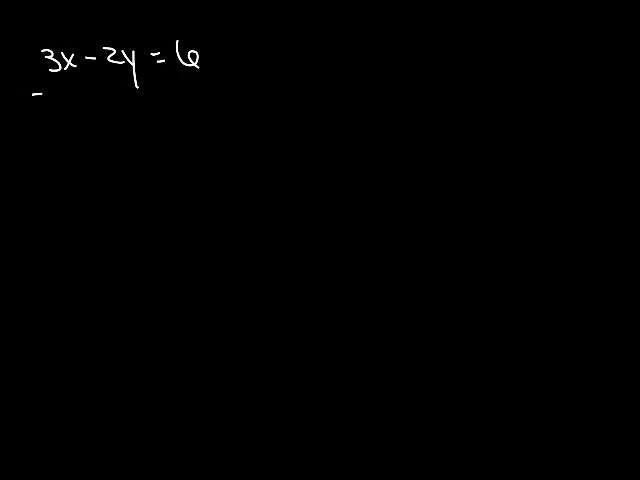 3x - 2y = 6
-